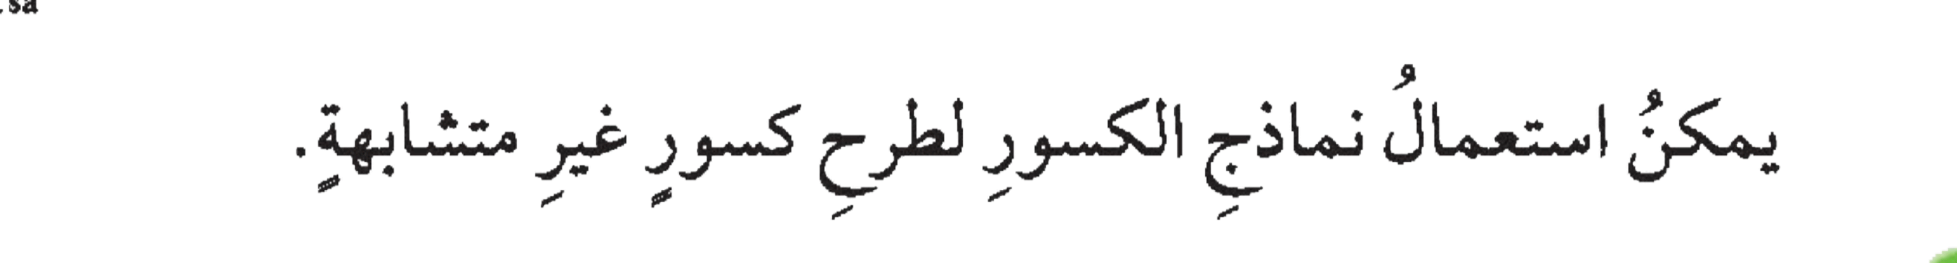 .sa
يمكنُ استعمالُ نماذجِ الكسورِ لطرحِ كسورٍ غيرِ متشابهةٍ.